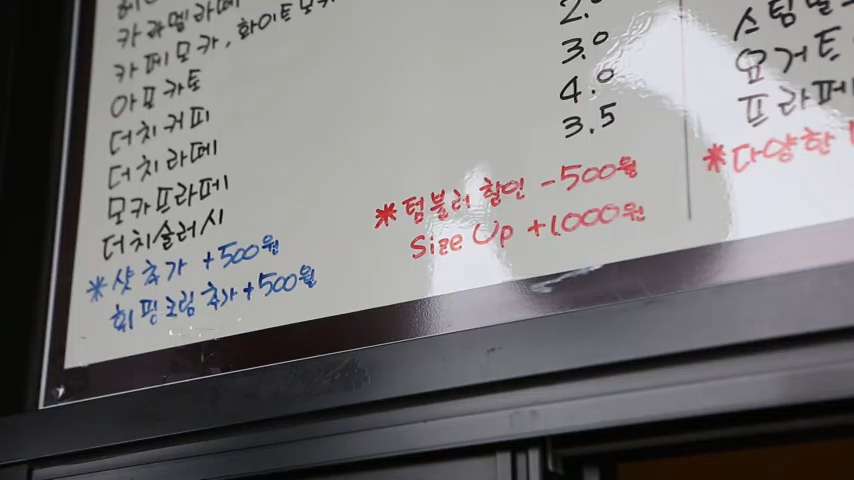 카라멜라떼
카페모카, 화이트모카
아포카토
더치커피
더치라떼
모카프라페
더치슬러시
*샷추가 +500원
휘핑크림 추가 +500원
3.0
4.0
3.5
*텀블러 할인 -500원
Size Up +1,000원
요거트
프라페
*다양한